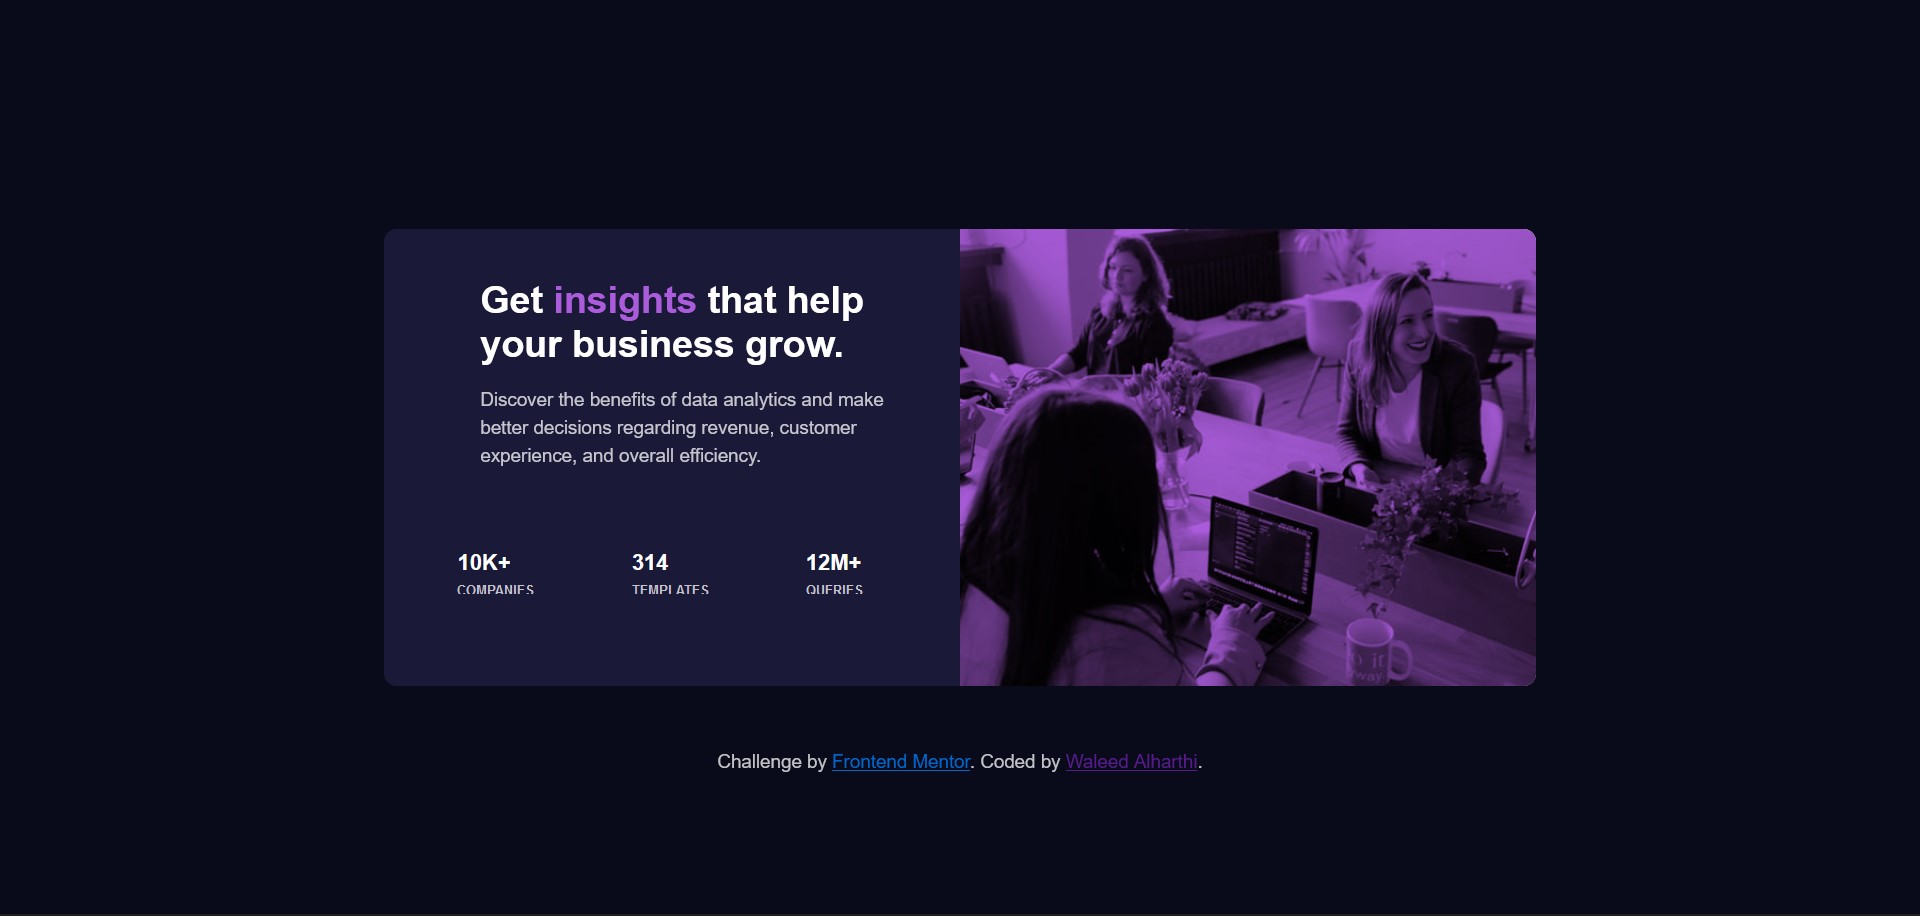 Get insights that help
your business grow.
Discover the benefits of data analytics and make
better decisions regarding revenue, customer
experience, and overall efficiency.
10K+ 314 12M+
COMPANIES TEMPLATES QUERIES
Challenge by Frontend Mentor. Coded by Waleed Alharthi.